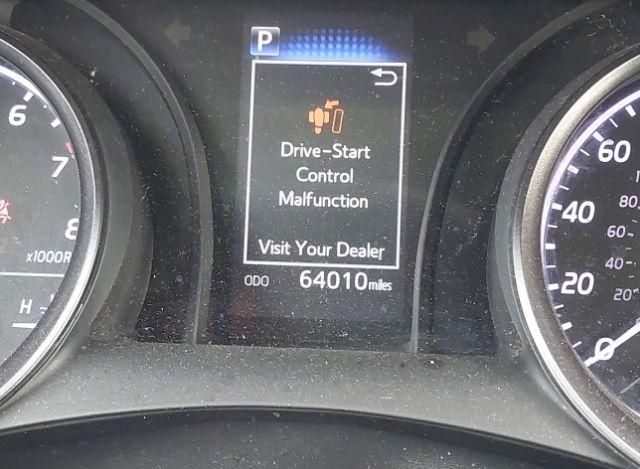 P
Drive-Start
Control
Malfunction
Visit Your Dealer
ODO 64010 miles
6
7
8
x1000R
H
60
40
20
0
80
60
40
20